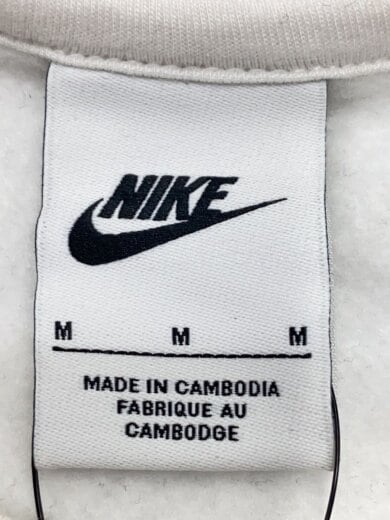 NIKE
M M M
MADE IN CAMBODIA
FABRIQUE AU
CAMBODGE